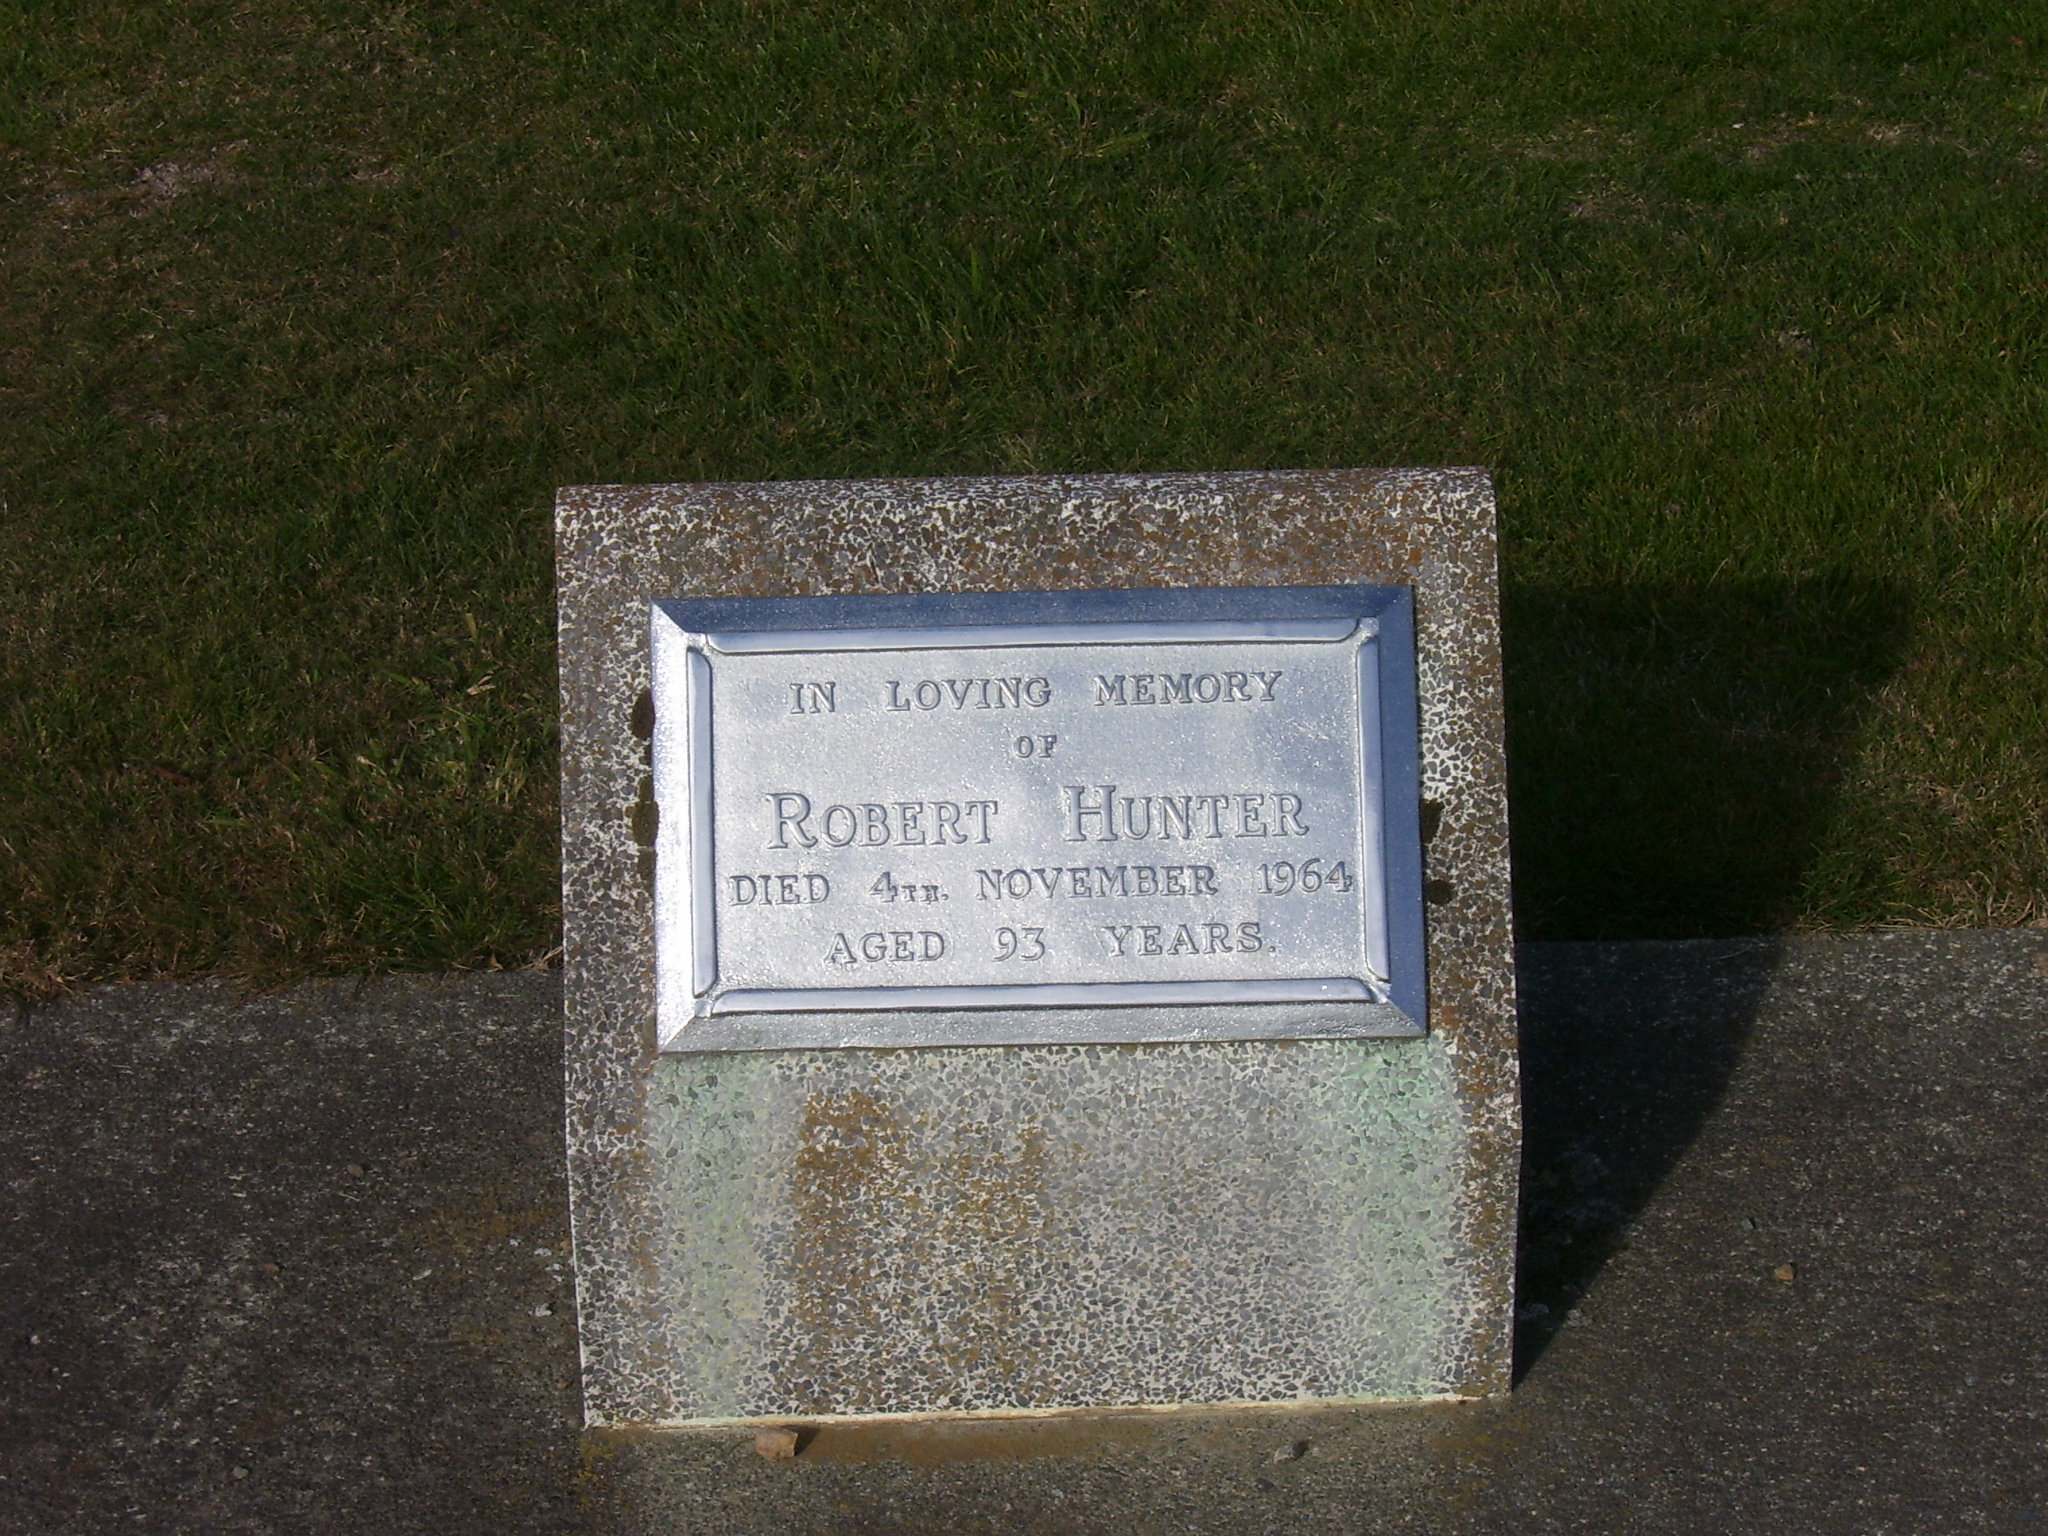 IN LOVING MEMORY
OF
ROBERT HUNTER
DIED 4TH. NOVEMBER 1964
AGED 93 YEARS.